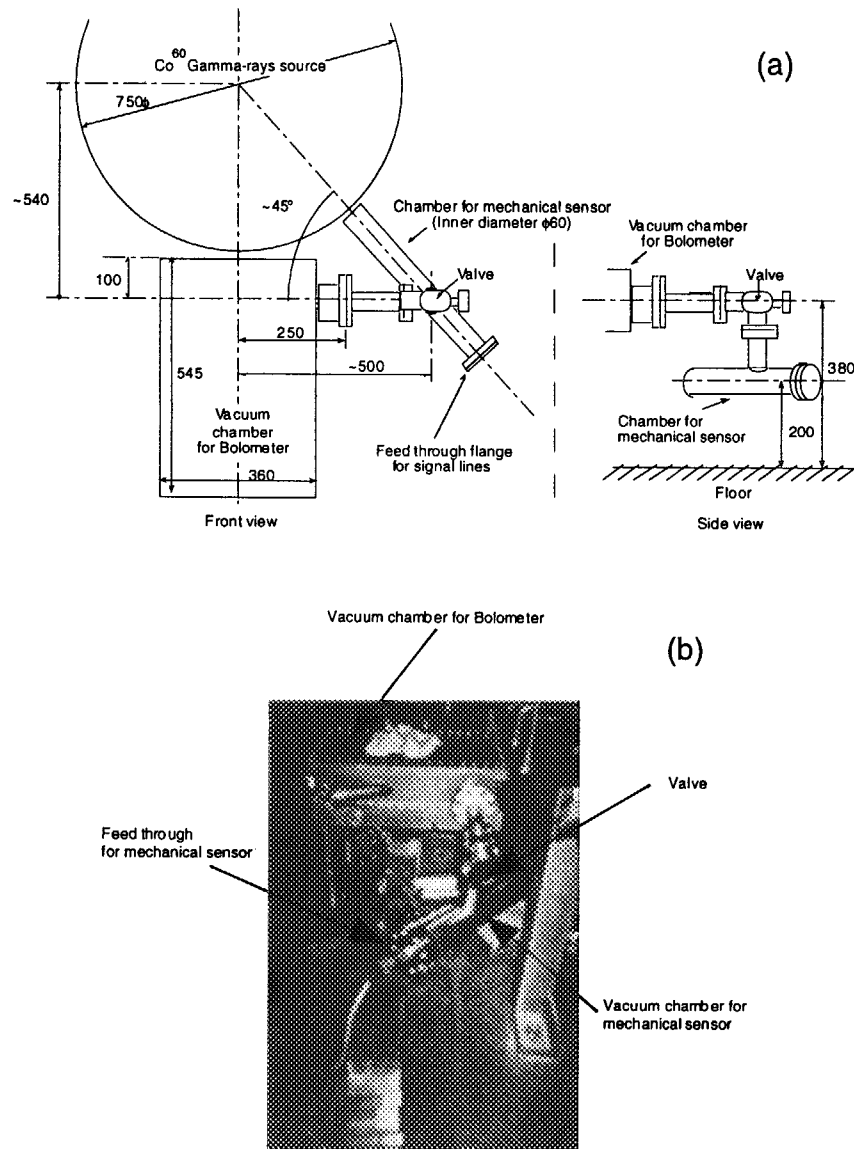 (a)
Co⁶⁰ Gamma-rays source
750ϕ
~540
~45°
Chamber for mechanical sensor
(Inner diameter ϕ60)
Vacuum chamber
for Bolometer
100
Valve
Valve
250
~500
545
380
Vacuum
chamber
for Bolometer
Chamber for
mechanical sensor
200
Feed through flange
for signal lines
360
Floor
Front view
Side view
Vacuum chamber for Bolometer
(b)
Valve
Feed through
for mechanical sensor
Vacuum chamber for
mechanical sensor